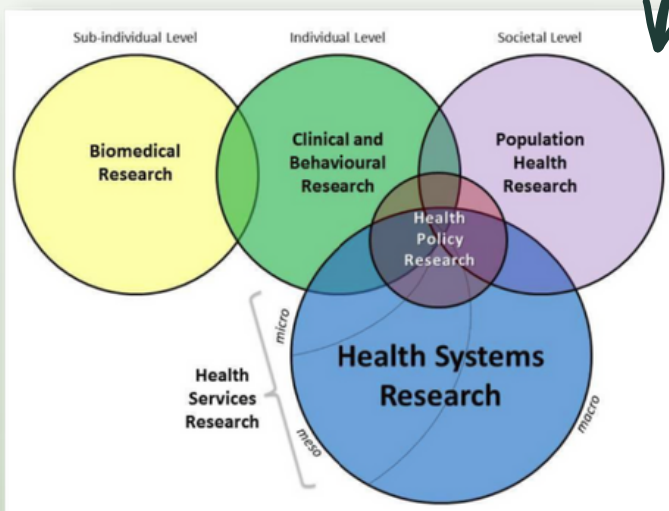 Sub-individual Level
Individual Level
Societal Level
Biomedical
Research
Clinical and
Behavioural
Research
Population
Health
Research
Health
Policy
Research
micro
Health Systems
Research
Health
Services
Research
meso
macro